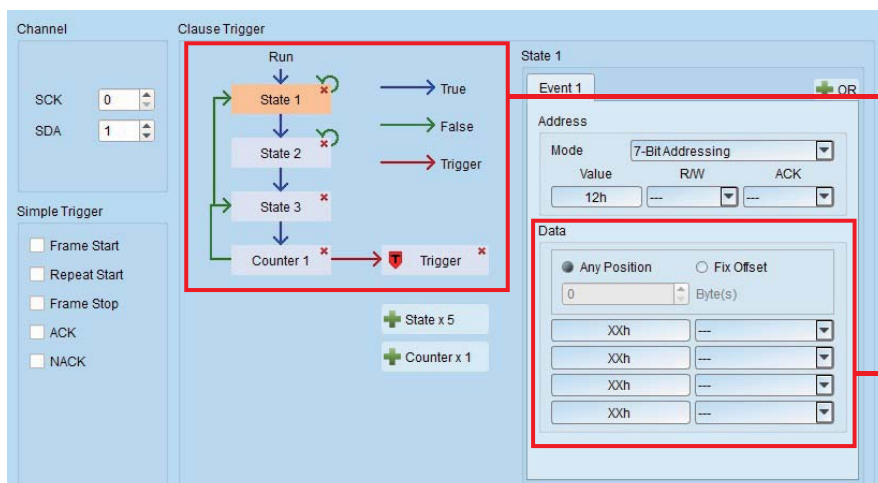 Channel
SCK 0
SDA 1
Simple Trigger
Frame Start
Repeat Start
Frame Stop
ACK
NACK
Clause Trigger
Run
State 1
State 2
State 3
Counter 1
True
False
Trigger
T Trigger
State x 5
Counter x 1
State 1
Event 1
OR
Address
Mode 7-Bit Addressing
Value R/W ACK
12h --- ---
Data
Any Position Fix Offset
0 Byte(s)
XXh ---
XXh ---
XXh ---
XXh ---